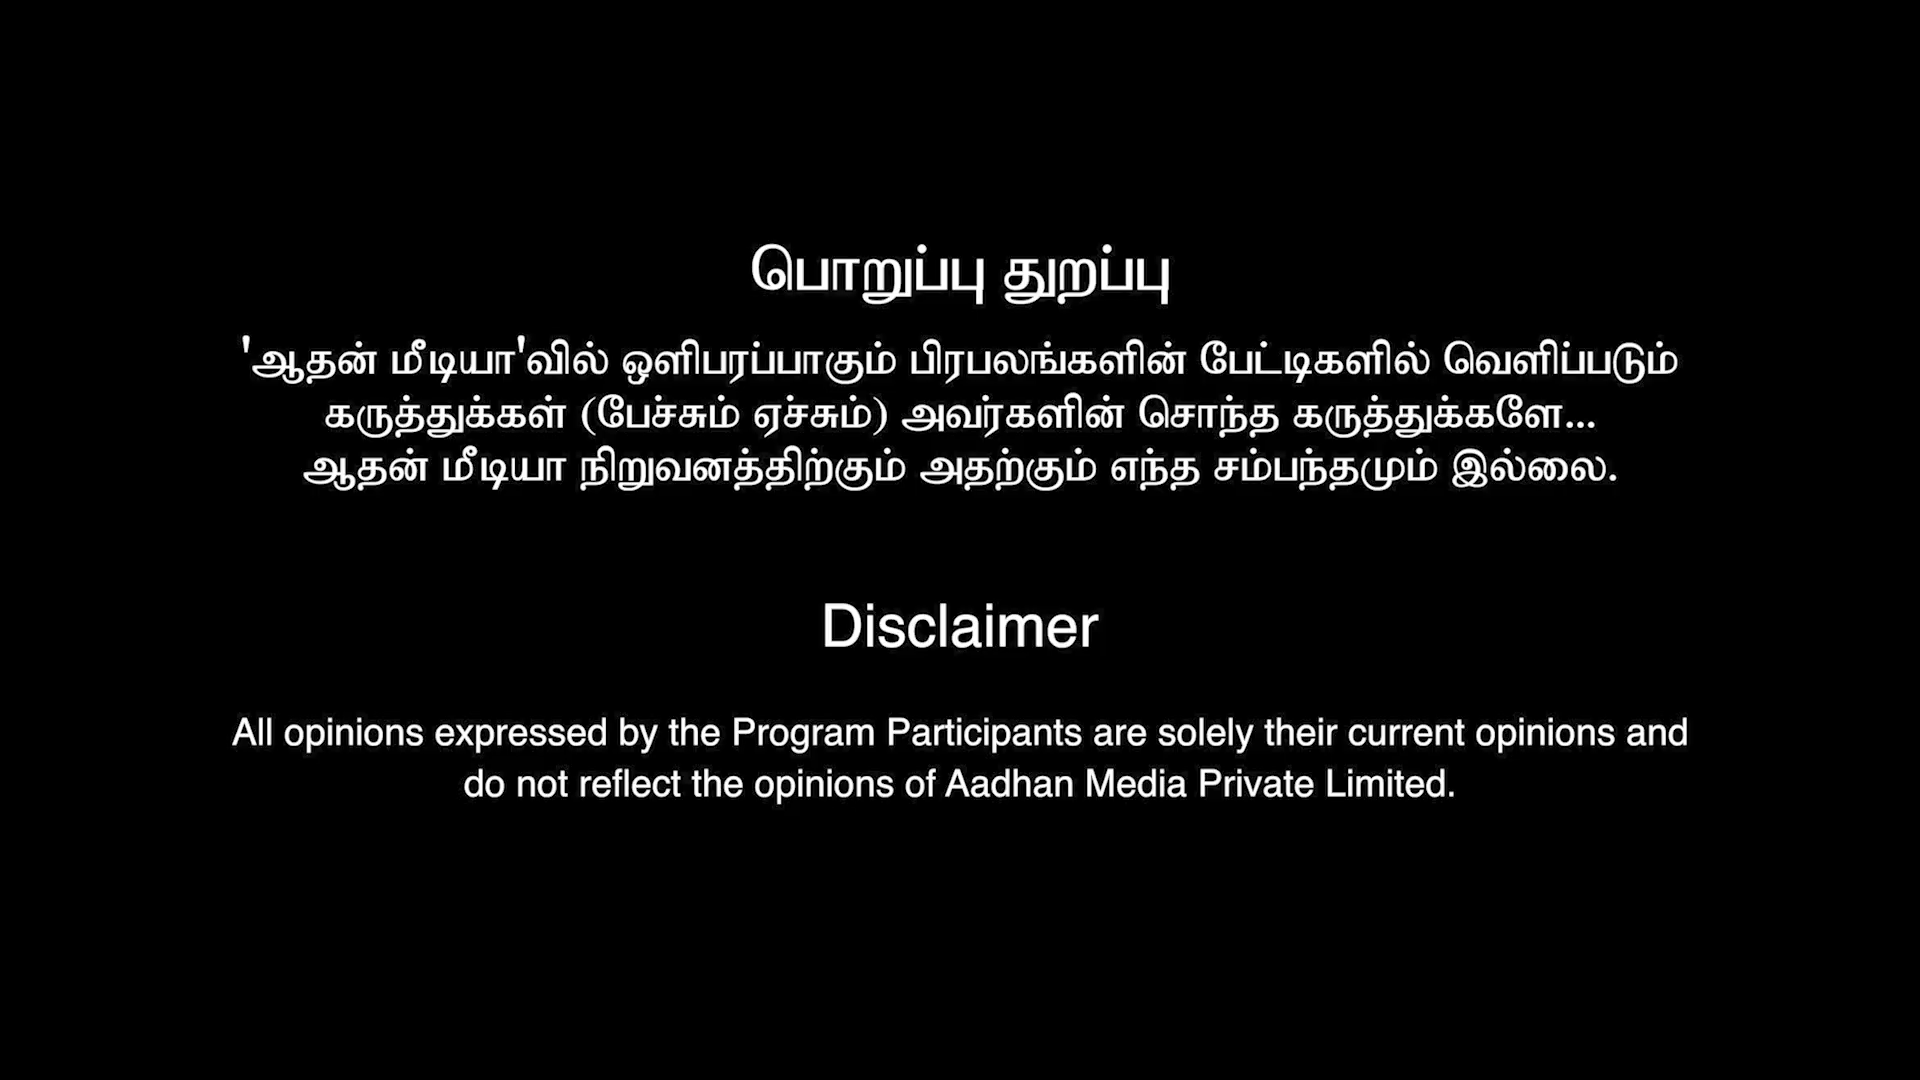 பொறுப்பு துறப்பு
'ஆதன் மீடியா'வில் ஒளிபரப்பாகும் பிரபலங்களின் பேட்டிகளில் வெளிப்படும்
கருத்துக்கள் (பேச்சும் ஏச்சும்) அவர்களின் சொந்த கருத்துக்களே...
ஆதன் மீடியா நிறுவனத்திற்கும் அதற்கும் எந்த சம்பந்தமும் இல்லை.
Disclaimer
All opinions expressed by the Program Participants are solely their current opinions and
do not reflect the opinions of Aadhan Media Private Limited.